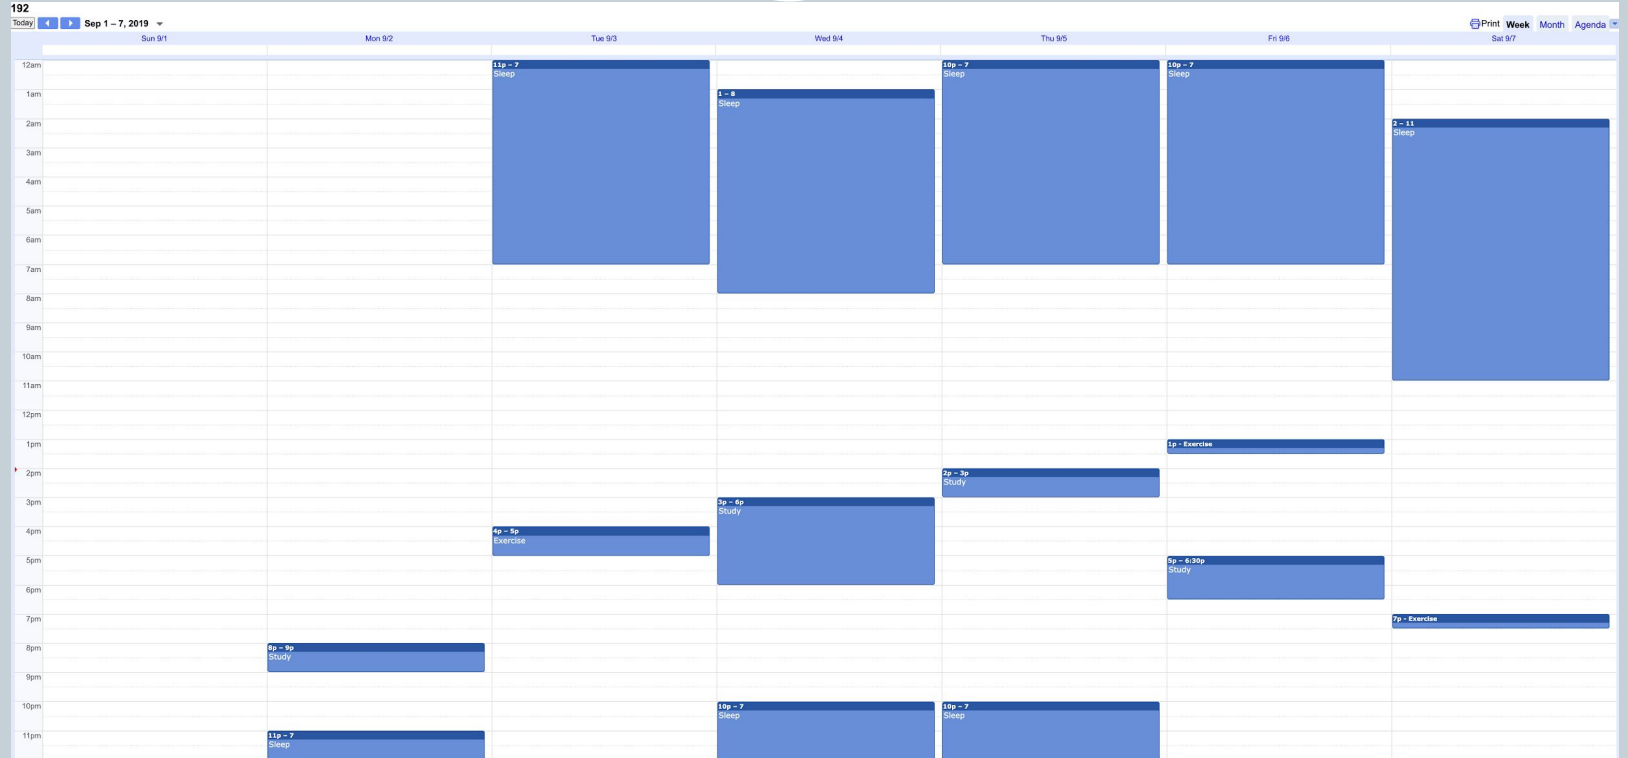 192
Today Sep 1 – 7, 2019 Print Week Month Agenda
Sun 9/1 Mon 9/2 Tue 9/3 Wed 9/4 Thu 9/5 Fri 9/6 Sat 9/7
12am
1am
2am
3am
4am
5am
6am
7am
8am
9am
10am
11am
12pm
1pm
2pm
3pm
4pm
5pm
6pm
7pm
8pm
9pm
10pm
11pm
8p – 9p
Study
11p – 7
Sleep
11p – 7
Sleep
4p – 5p
Exercise
1 – 8
Sleep
3p – 6p
Study
10p – 7
Sleep
10p – 7
Sleep
2p – 3p
Study
10p – 7
Sleep
10p – 7
Sleep
1p - Exercise
5p – 6:30p
Study
2 – 11
Sleep
7p - Exercise